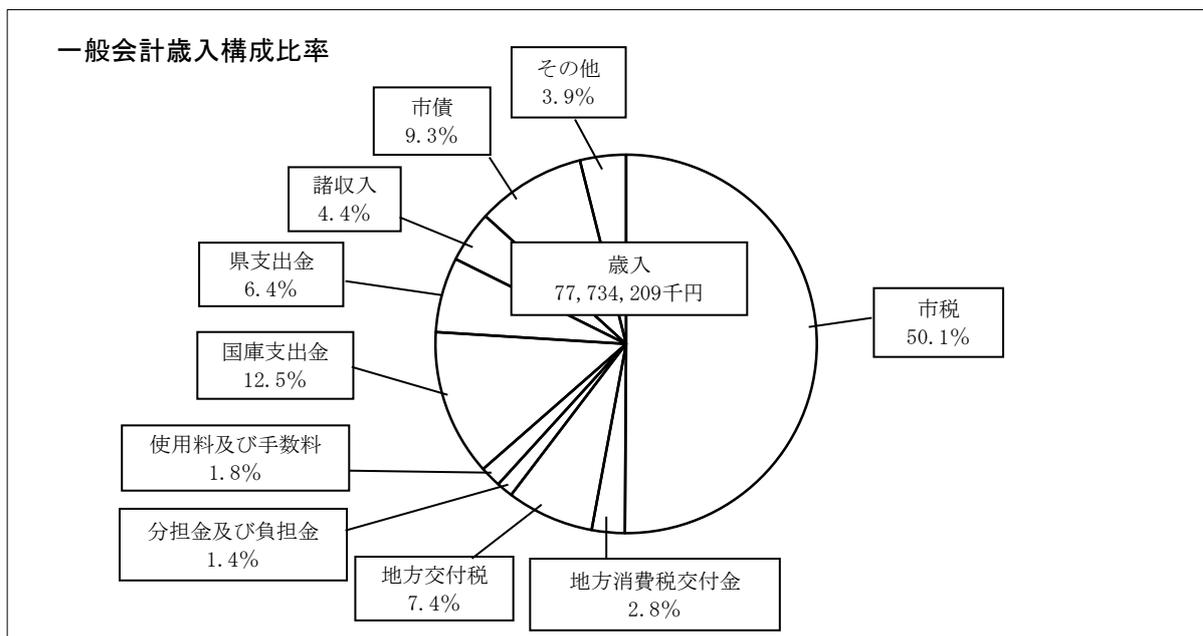 一般会計歳入構成比率
その他
3.9%
市債
9.3%
諸収入
4.4%
県支出金
6.4%
歳入
77,734,209千円
市税
50.1%
国庫支出金
12.5%
使用料及び手数料
1.8%
分担金及び負担金
1.4%
地方交付税
7.4%
地方消費税交付金
2.8%